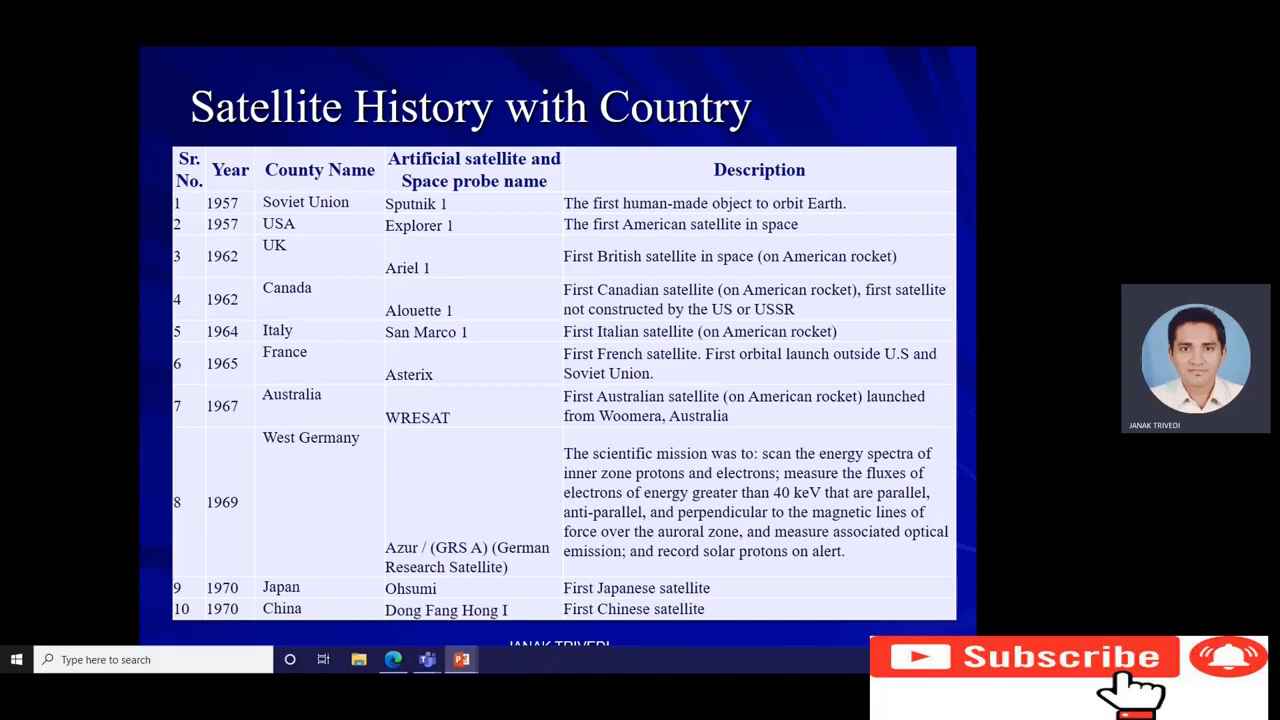 Satellite History with Country
Sr. No. Year County Name Artificial satellite and Space probe name Description
1 1957 Soviet Union Sputnik 1 The first human-made object to orbit Earth.
2 1957 USA Explorer 1 The first American satellite in space
3 1962 UK Ariel 1 First British satellite in space (on American rocket)
4 1962 Canada Alouette 1 First Canadian satellite (on American rocket), first satellite
not constructed by the US or USSR
5 1964 Italy San Marco 1 First Italian satellite (on American rocket)
6 1965 France Asterix First French satellite. First orbital launch outside U.S and
Soviet Union.
7 1967 Australia WRESAT First Australian satellite (on American rocket) launched
from Woomera, Australia
8 1969 West Germany Azur / (GRS A) (German
Research Satellite)
The scientific mission was to: scan the energy spectra of
inner zone protons and electrons; measure the fluxes of
electrons of energy greater than 40 keV that are parallel,
anti-parallel, and perpendicular to the magnetic lines of
force over the auroral zone, and measure associated optical
emission; and record solar protons on alert.
9 1970 Japan Ohsumi First Japanese satellite
10 1970 China Dong Fang Hong I First Chinese satellite
JANAK TRIVEDI
JANAK TRIVEDI
Type here to search
Subscribe